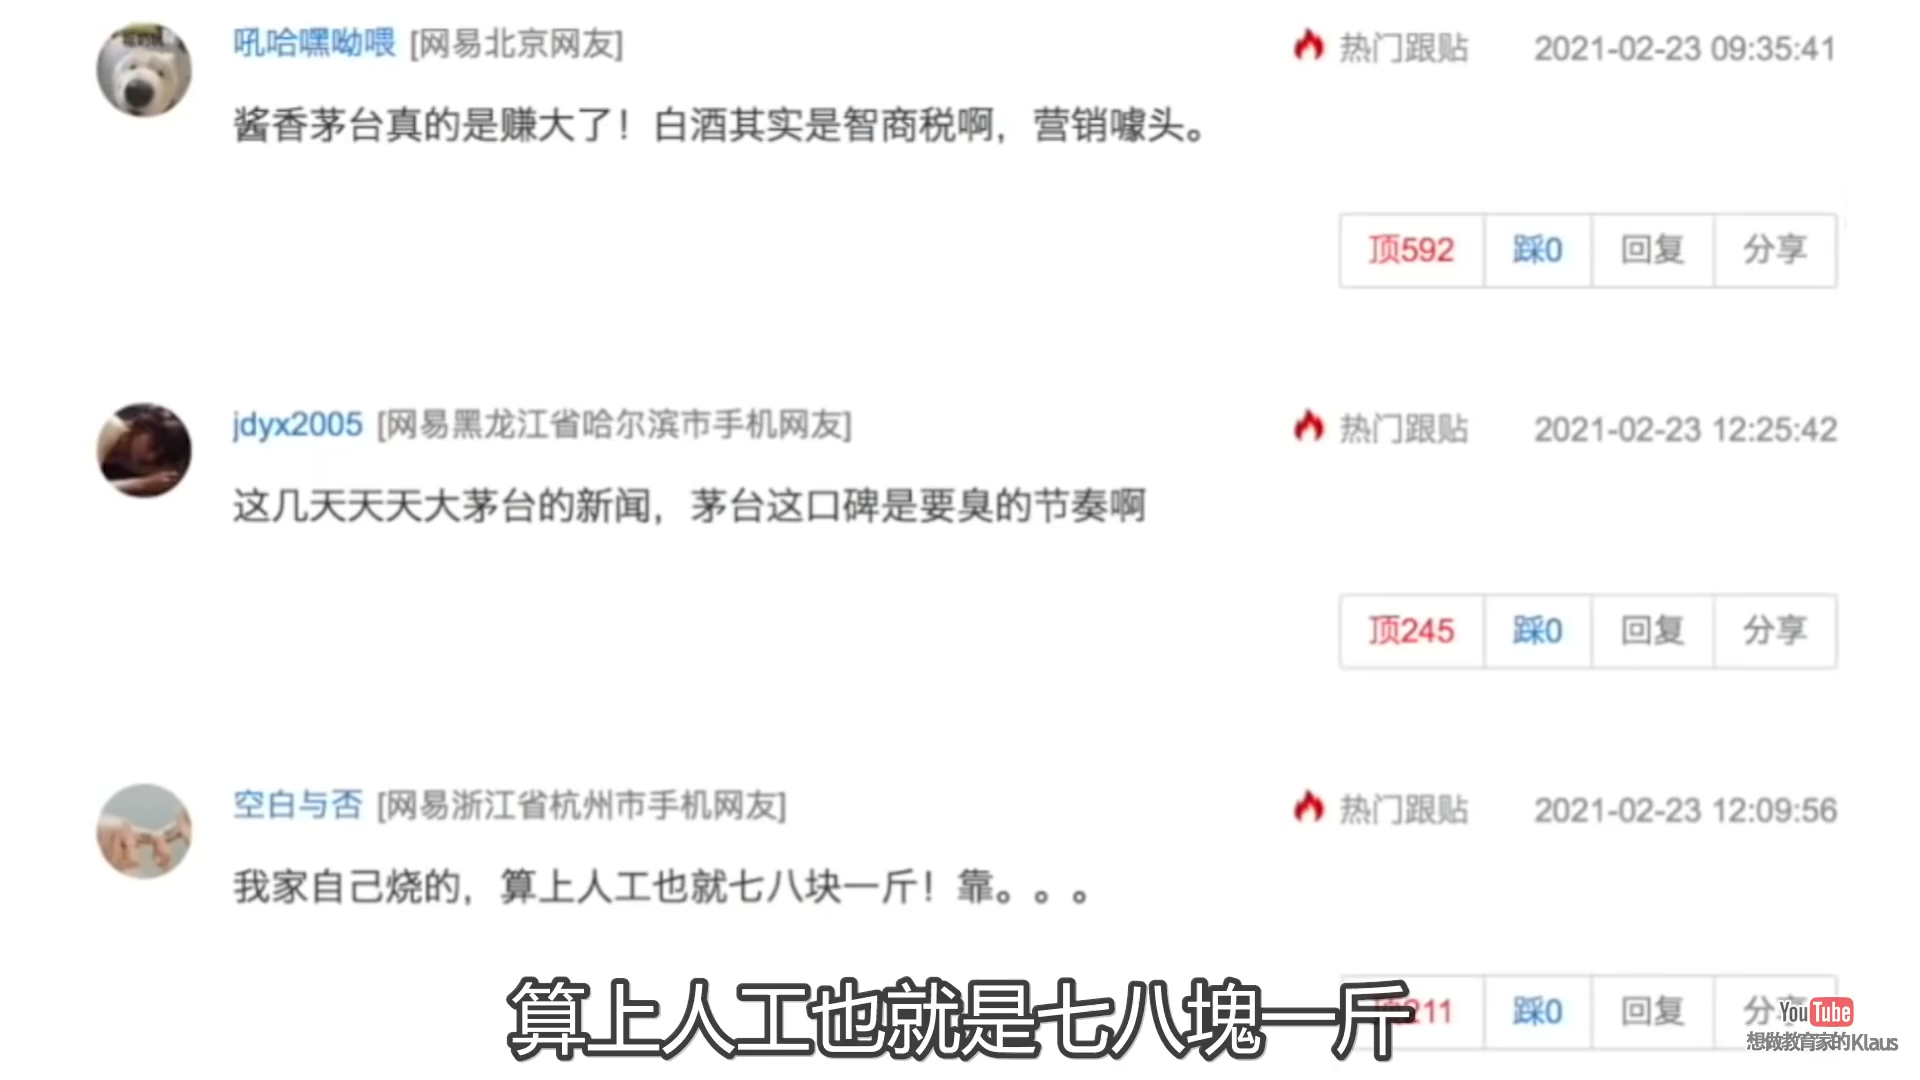 吼哈嘿呦喂 [网易北京网友] 热门跟贴 2021-02-23 09:35:41
酱香茅台真的是赚大了！白酒其实是智商税啊，营销噱头。
顶592 踩0 回复 分享
jdyx2005 [网易黑龙江省哈尔滨市手机网友] 热门跟贴 2021-02-23 12:25:42
这几天天天大茅台的新闻，茅台这口碑是要臭的节奏啊
顶245 踩0 回复 分享
空白与否 [网易浙江省杭州市手机网友] 热门跟贴 2021-02-23 12:09:56
我家自己烧的，算上人工也就七八块一斤！靠。。。
211 踩0 回复 分享
算上人工也就是七八塊一斤
YouTube
想做教育家的Klaus